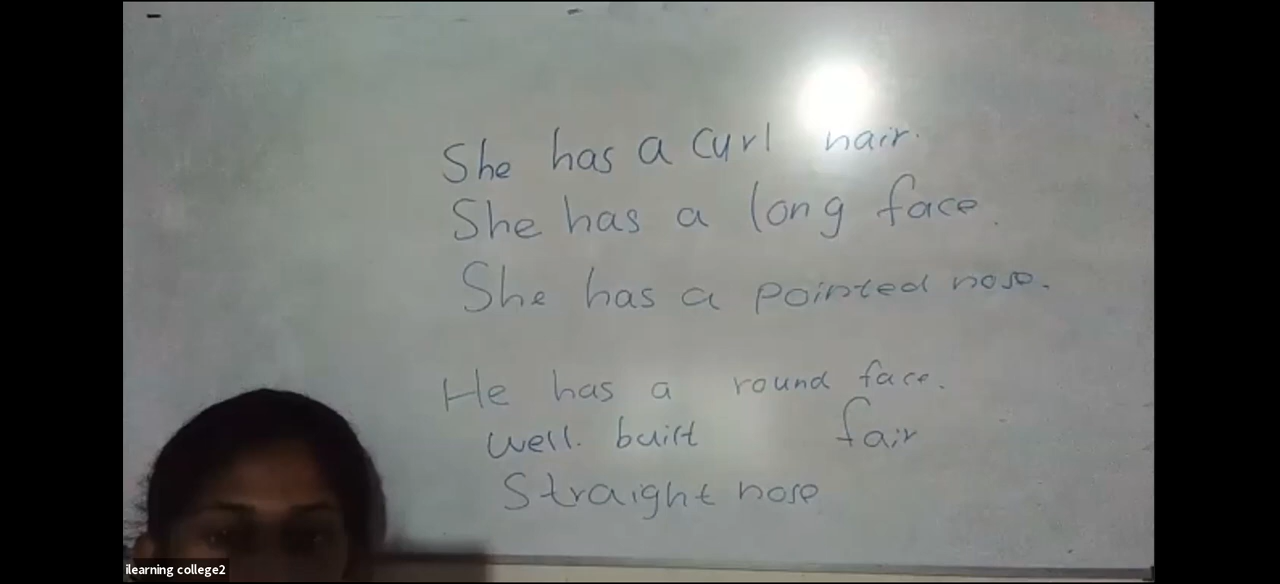 She has a curl hair.
She has a long face.
She has a pointed nose.
He has a round face.
well. built fair
Straight nose
ilearning college2